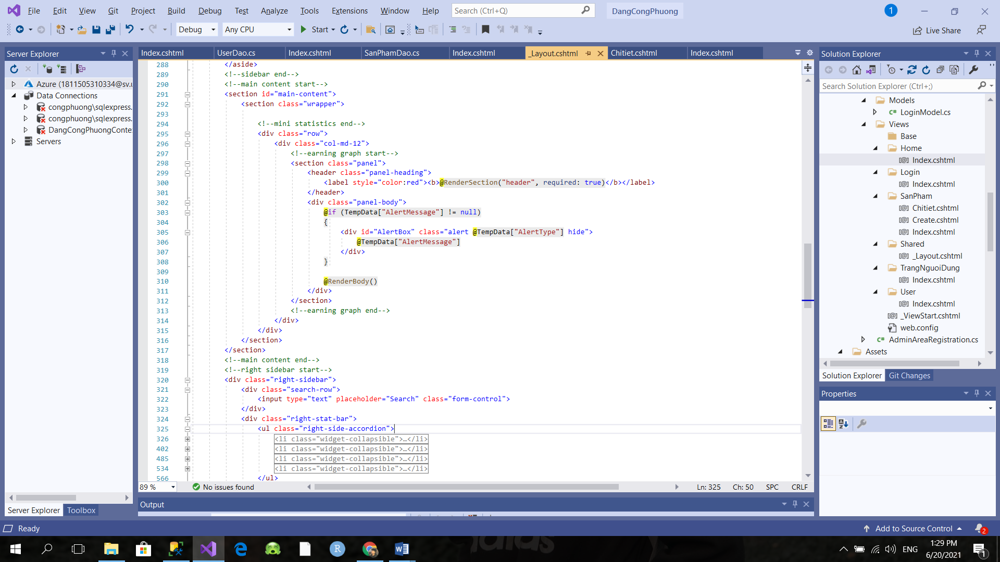 File Edit View Git Project Build Debug Test Analyze Tools Extensions Window Help Search (Ctrl+Q) DangCongPhuong 1
Debug Any CPU Start Live Share
Server Explorer
Azure (1811505310334@sv.u
Data Connections
congphuong\sqlexpress.
congphuong\sqlexpress.
DangCongPhuongConte
Servers
Server Explorer Toolbox
Index.cshtml UserDao.cs Index.cshtml SanPhamDao.cs Index.cshtml _Layout.cshtml Chitiet.cshtml Index.cshtml
288 </aside>
289 <!--sidebar end-->
290 <!--main content start-->
291 <section id="main-content">
292 <section class="wrapper">
293
294 <!--mini statistics end-->
295 <div class="row">
296 <div class="col-md-12">
297 <!--earning graph start-->
298 <section class="panel">
299 <header class="panel-heading">
300 <label style="color:red"><b>@RenderSection("header", required: true)</b></label>
301 </header>
302 <div class="panel-body">
303 @if (TempData["AlertMessage"] != null)
304 {
305 <div id="AlertBox" class="alert @TempData["AlertType"] hide">
306 @TempData["AlertMessage"]
307 </div>
308 }
309
310 @RenderBody()
311 </div>
312 </section>
313 <!--earning graph end-->
314 </div>
315 </div>
316 </section>
317 </section>
318 <!--main content end-->
319 <!--right sidebar start-->
320 <div class="right-sidebar">
321 <div class="search-row">
322 <input type="text" placeholder="Search" class="form-control">
323 </div>
324 <div class="right-stat-bar">
325 <ul class="right-side-accordion">
326 <li class="widget-collapsible">…</li>
402 <li class="widget-collapsible">…</li>
485 <li class="widget-collapsible">…</li>
534 <li class="widget-collapsible">…</li>
566 </ul>
89 % No issues found Ln: 325 Ch: 50 SPC CRLF
Output
Solution Explorer
Search Solution Explorer (Ctrl+;)
Models
C# LoginModel.cs
Views
Base
Home
[@] Index.cshtml
Login
[@] Index.cshtml
SanPham
[@] Chitiet.cshtml
[@] Create.cshtml
[@] Index.cshtml
Shared
[@] _Layout.cshtml
TrangNguoiDung
[@] Index.cshtml
User
[@] Index.cshtml
[@] _ViewStart.cshtml
web.config
C# AdminAreaRegistration.cs
Assets
Solution Explorer Git Changes
Properties
Ready Add to Source Control 2
ENG 1:29 PM
6/20/2021 1